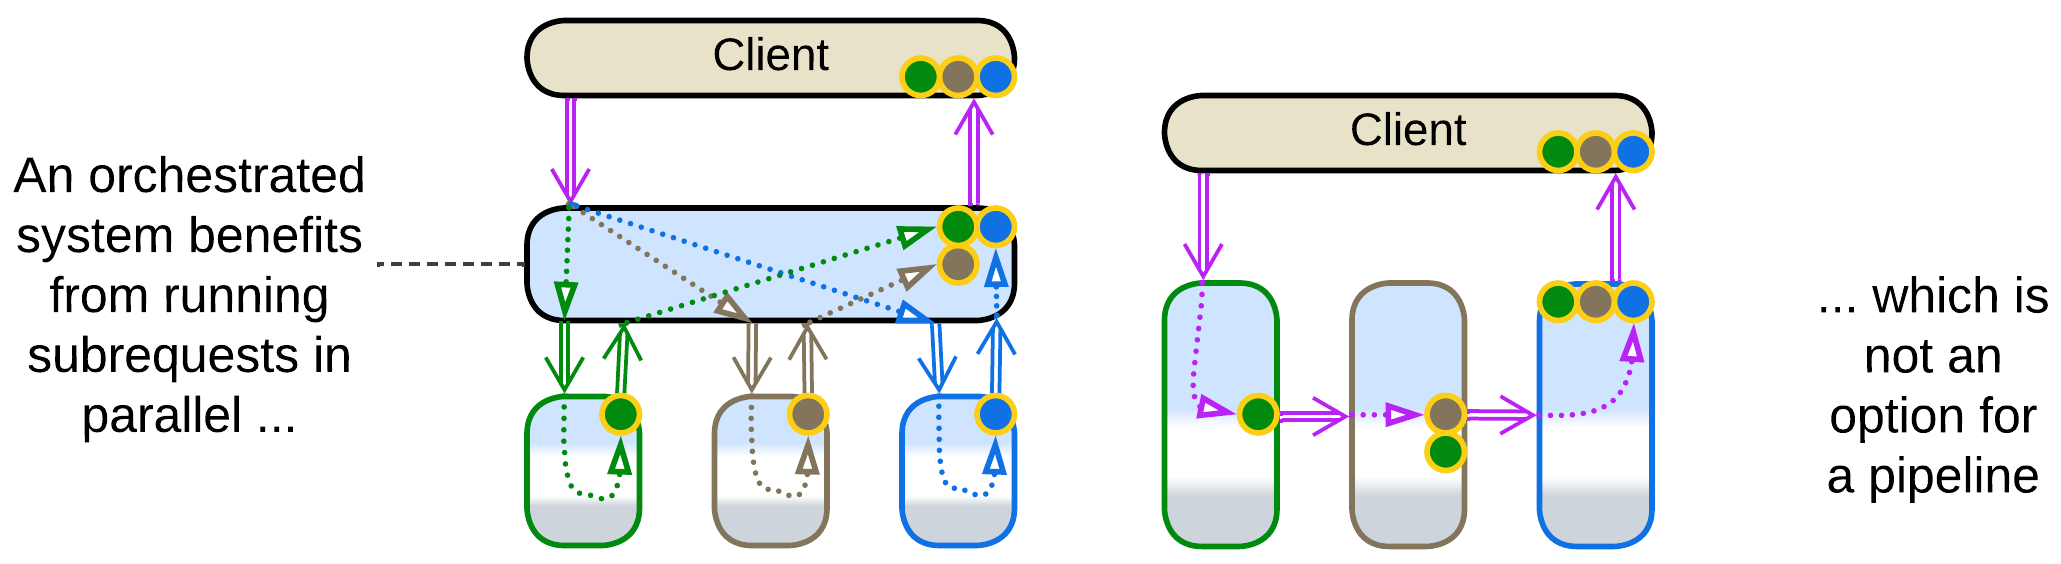 Client
An orchestrated
system benefits
from running
subrequests in
parallel ...
Client
... which is
not an
option for
a pipeline